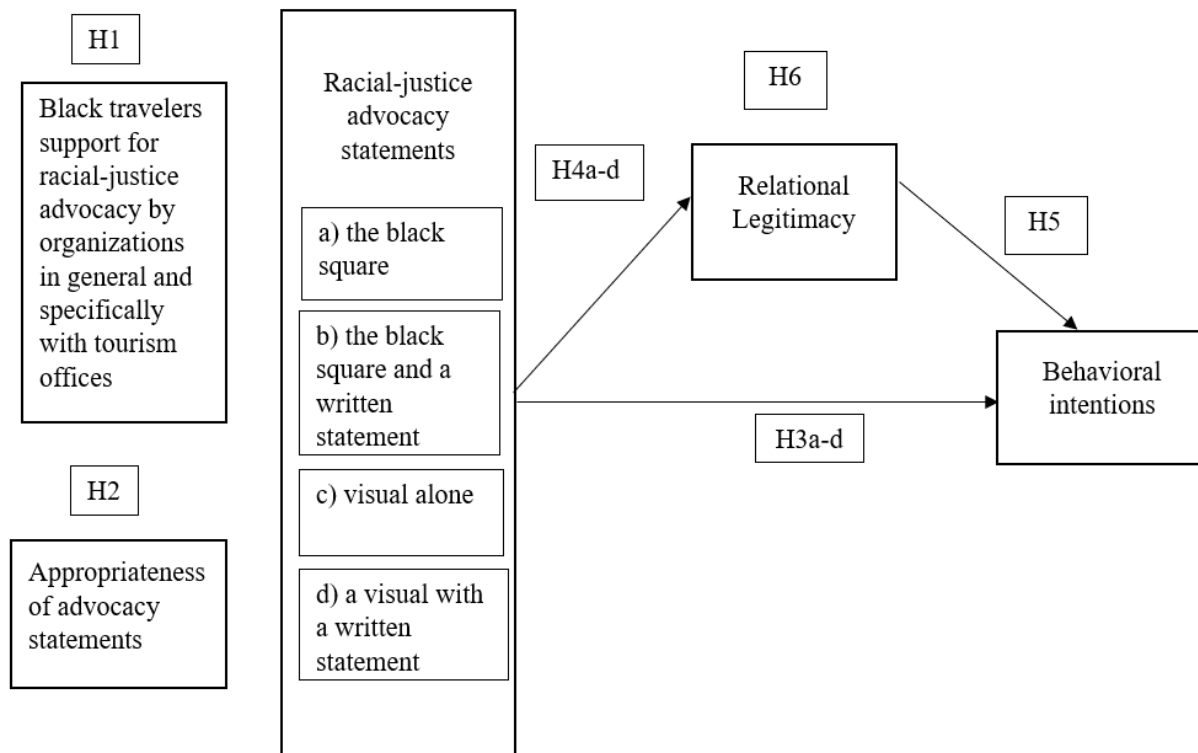 H1
Black travelers
support for
racial-justice
advocacy by
organizations
in general and
specifically
with tourism
offices
H2
Appropriateness
of advocacy
statements
Racial-justice
advocacy
statements
a) the black
square
b) the black
square and a
written
statement
c) visual alone
d) a visual with
a written
statement
H4a-d
H6
Relational
Legitimacy
H5
H3a-d
Behavioral
intentions